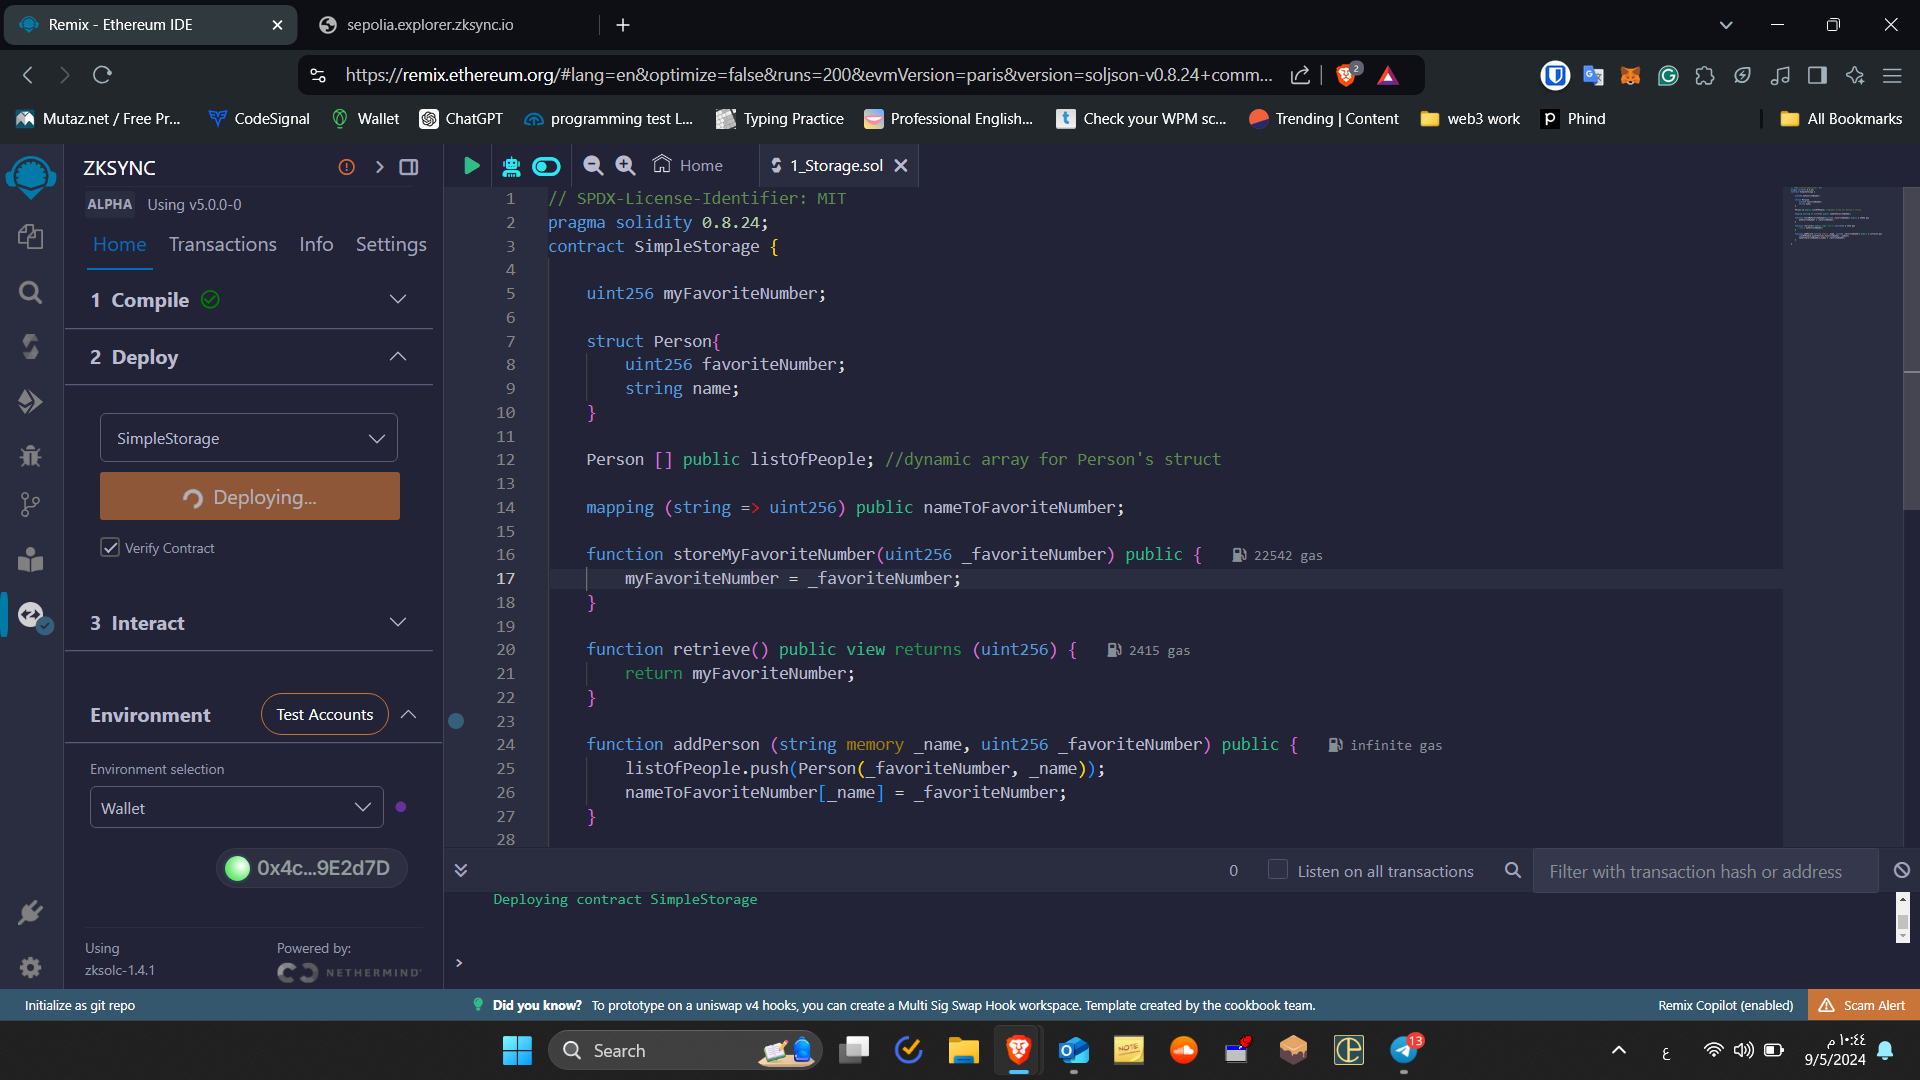 Remix - Ethereum IDE
sepolia.explorer.zksync.io
https://remix.ethereum.org/#lang=en&optimize=false&runs=200&evmVersion=paris&version=soljson-v0.8.24+comm...
2
Mutaz.net / Free Pr...
CodeSignal
Wallet
ChatGPT
programming test L...
Typing Practice
Professional English...
t
Check your WPM sc...
Trending | Content
web3 work
p
Phind
All Bookmarks
ZKSYNC
ALPHA Using v5.0.0-0
Home Transactions Info Settings
1 Compile
2 Deploy
SimpleStorage
Deploying...
Verify Contract
3 Interact
Environment Test Accounts
Environment selection
Wallet
0x4c...9E2d7D
Using
zksolc-1.4.1
Powered by:
NETHERMIND
Home
1_Storage.sol
1 // SPDX-License-Identifier: MIT
2 pragma solidity 0.8.24;
3 contract SimpleStorage {
4
5 uint256 myFavoriteNumber;
6
7 struct Person{
8 uint256 favoriteNumber;
9 string name;
10 }
11
12 Person [] public listOfPeople; //dynamic array for Person's struct
13
14 mapping (string => uint256) public nameToFavoriteNumber;
15
16 function storeMyFavoriteNumber(uint256 _favoriteNumber) public { 22542 gas
17 myFavoriteNumber = _favoriteNumber;
18 }
19
20 function retrieve() public view returns (uint256) { 2415 gas
21 return myFavoriteNumber;
22 }
23
24 function addPerson (string memory _name, uint256 _favoriteNumber) public { infinite gas
25 listOfPeople.push(Person(_favoriteNumber, _name));
26 nameToFavoriteNumber[_name] = _favoriteNumber;
27 }
28
0 Listen on all transactions Filter with transaction hash or address
Deploying contract SimpleStorage
>
Initialize as git repo
Did you know? To prototype on a uniswap v4 hooks, you can create a Multi Sig Swap Hook workspace. Template created by the cookbook team.
Remix Copilot (enabled)
Scam Alert
Search
NOTE
13
ع
١٠:٤٤ م
9/5/2024